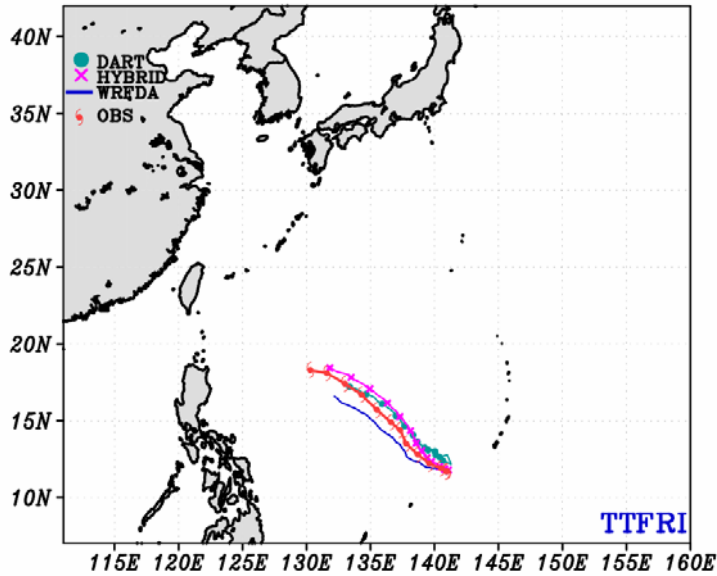 40N
DART
HYBRID
WRFDA
35N
OBS
30N
25N
20N
15N
10N
TTFRI
115E 120E 125E 130E 135E 140E 145E 150E 155E 160E